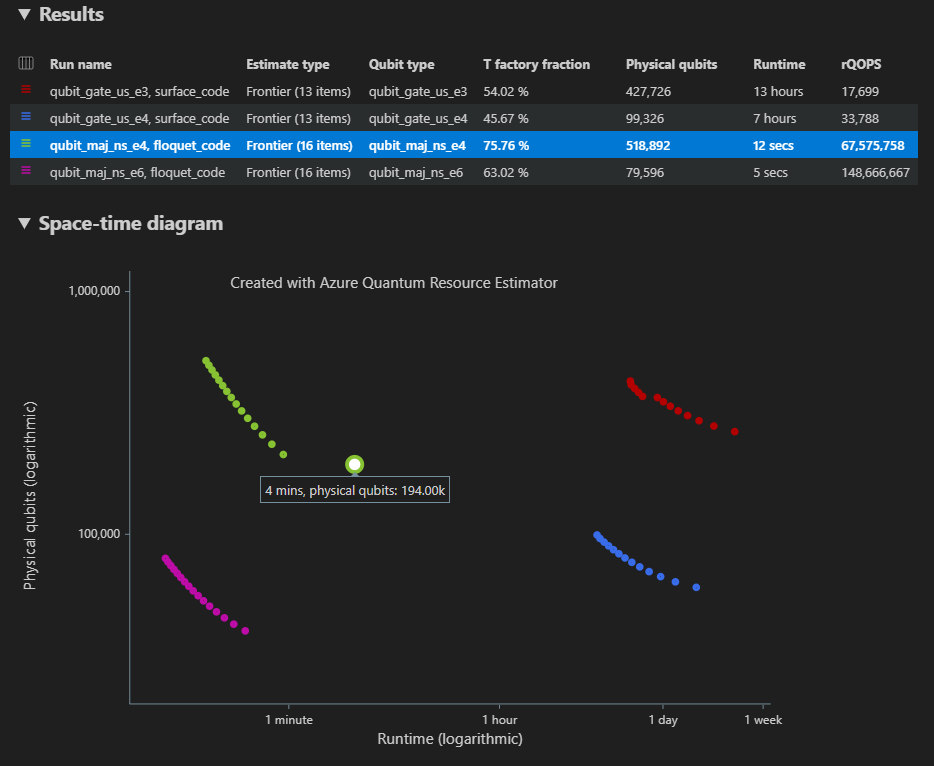 Results
Run name Estimate type Qubit type T factory fraction Physical qubits Runtime rQOPS
qubit_gate_us_e3, surface_code Frontier (13 items) qubit_gate_us_e3 54.02 % 427,726 13 hours 17,699
qubit_gate_us_e4, surface_code Frontier (13 items) qubit_gate_us_e4 45.67 % 99,326 7 hours 33,788
qubit_maj_ns_e4, floquet_code Frontier (16 items) qubit_maj_ns_e4 75.76 % 518,892 12 secs 67,575,758
qubit_maj_ns_e6, floquet_code Frontier (16 items) qubit_maj_ns_e6 63.02 % 79,596 5 secs 148,666,667
Space-time diagram
Created with Azure Quantum Resource Estimator
1,000,000
4 mins, physical qubits: 194.00k
100,000
Physical qubits (logarithmic)
1 minute 1 hour 1 day 1 week
Runtime (logarithmic)